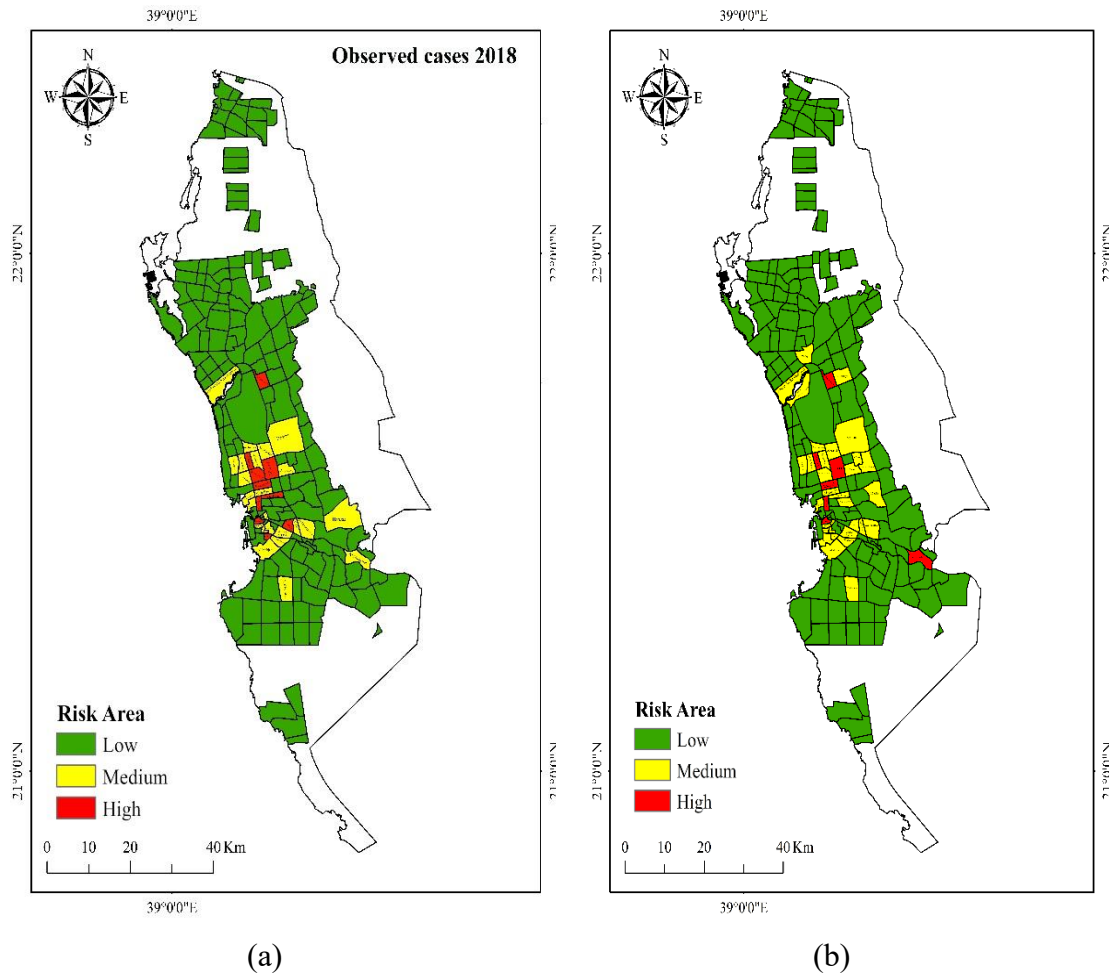 39°0'0"E
39°0'0"E
Observed cases 2018
N
W E
S
N
W E
S
22°0'0"N
22°0'0"N
22°0'0"N
22°0'0"N
Risk Area
Low
Medium
High
Risk Area
Low
Medium
High
21°0'0"N
21°0'0"N
21°0'0"N
21°0'0"N
0 10 20 40 Km
0 10 20 40 Km
39°0'0"E
39°0'0"E
(a)
(b)